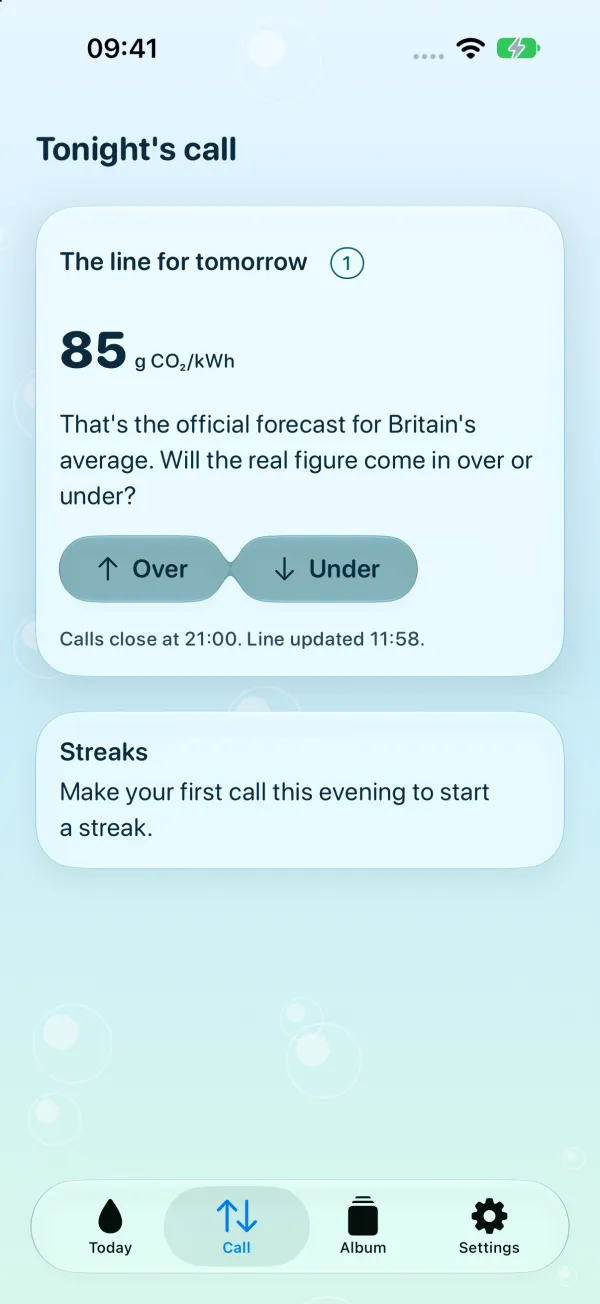 09:41
Tonight's call
The line for tomorrow 1
85 g CO₂/kWh
That's the official forecast for Britain's
average. Will the real figure come in over or
under?
↑ Over ↓ Under
Calls close at 21:00. Line updated 11:58.
Streaks
Make your first call this evening to start
a streak.
Today Call Album Settings